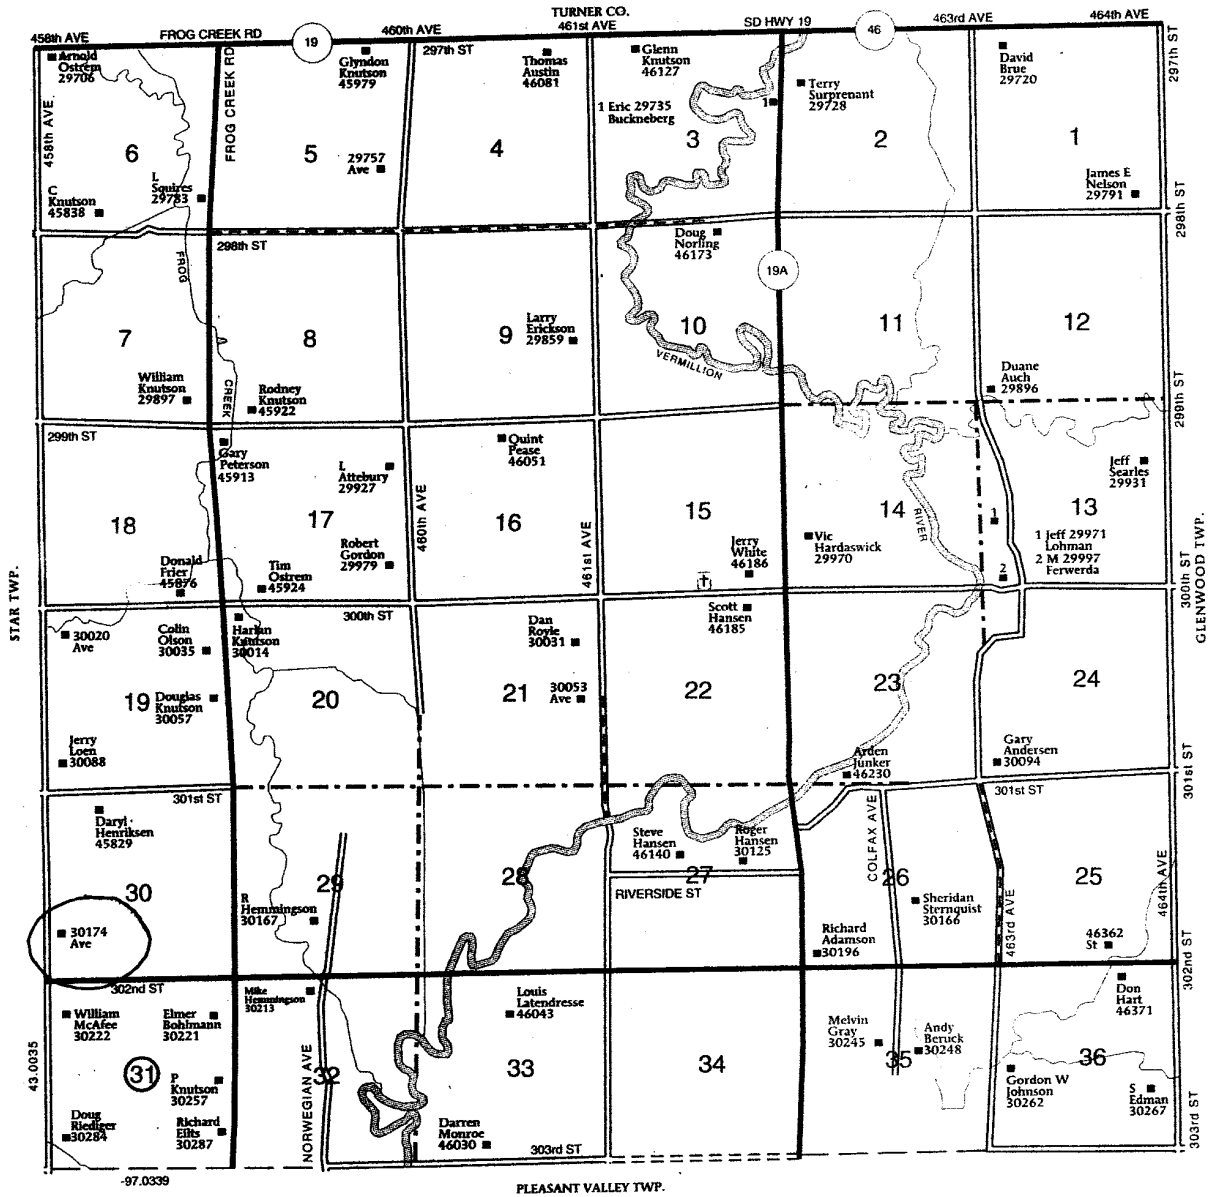 TURNER CO.
458th AVE
FROG CREEK RD
19
460th AVE
461st AVE
SD HWY 19
46
463rd AVE
464th AVE
297th ST
297th ST
Arnold
Ostrem
29706
Glyndon
Knutson
45979
Thomas
Austin
46081
Glenn
Knutson
46127
1 Eric 29735
Buckneberg
1
Terry
Surprenant
29728
David
Brue
29720
458th AVE
FROG CREEK RD
6
5
4
3
2
1
29757
Ave
C
Knutson
45838
L
Squires
29783
James E
Nelson
29791
298th ST
298th ST
FROG
Doug
Norling
46173
19A
7
8
9
10
11
12
Larry
Erickson
29859
VERMILLION
William
Knutson
29897
CREEK
Rodney
Knutson
45922
Duane
Auch
29896
299th ST
299th ST
Gary
Peterson
45913
L
Attebury
29927
Quint
Pease
46051
Jeff
Searles
29931
460th AVE
461st AVE
RIVER
18
17
16
15
14
13
Robert
Gordon
29979
Jerry
White
46186
Vic
Hardaswick
29970
1
1 Jeff 29971
Lohman
2 M 29997
Ferwerda
2
Donald
Frier
45876
Tim
Ostrem
45924
STAR TWP.
GLENWOOD TWP.
300th ST
300th ST
30020
Ave
Colin
Olson
30035
Harlan
Knutson
30014
Dan
Royle
30031
Scott
Hansen
46185
19
Douglas
Knutson
30057
20
21
30053
Ave
22
23
24
Jerry
Loen
30088
Arden
Junker
46230
Gary
Andersen
30094
301st ST
301st ST
301st ST
Daryl
Henriksen
45829
Steve
Hansen
46140
Roger
Hansen
30125
COLFAX AVE
30
29
28
27
26
25
RIVERSIDE ST
463rd AVE
464th AVE
R
Hemmingson
30167
Sheridan
Sternquist
30166
30174
Ave
Richard
Adamson
30196
46362
St
302nd ST
302nd ST
Mike
Hemmingson
30213
Louis
Latendresse
46043
Don
Hart
46371
William
McAfee
30222
Elmer
Bohlmann
30221
Melvin
Gray
30245
Andy
Beruck
30248
43.0035
31
P
Knutson
30257
NORWEGIAN AVE
32
33
34
35
36
Gordon W
Johnson
30262
S
Edman
30267
Doug
Riediger
30284
Richard
Eilts
30287
Darren
Monroe
46030
303rd ST
303rd ST
-97.0339
PLEASANT VALLEY TWP.